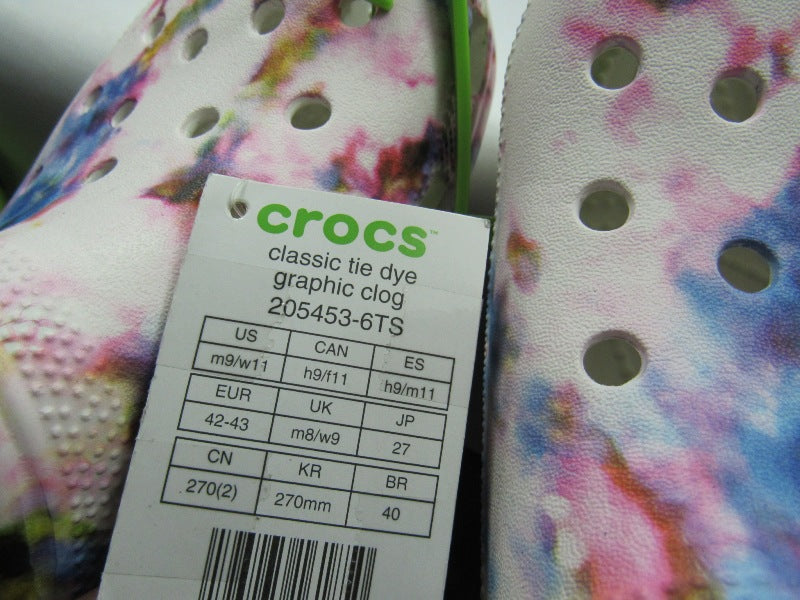 crocs™
classic tie dye
graphic clog
205453-6TS
US CAN ES
m9/w11 h9/f11 h9/m11
EUR UK JP
42-43 m8/w9 27
CN KR BR
270(2) 270mm 40